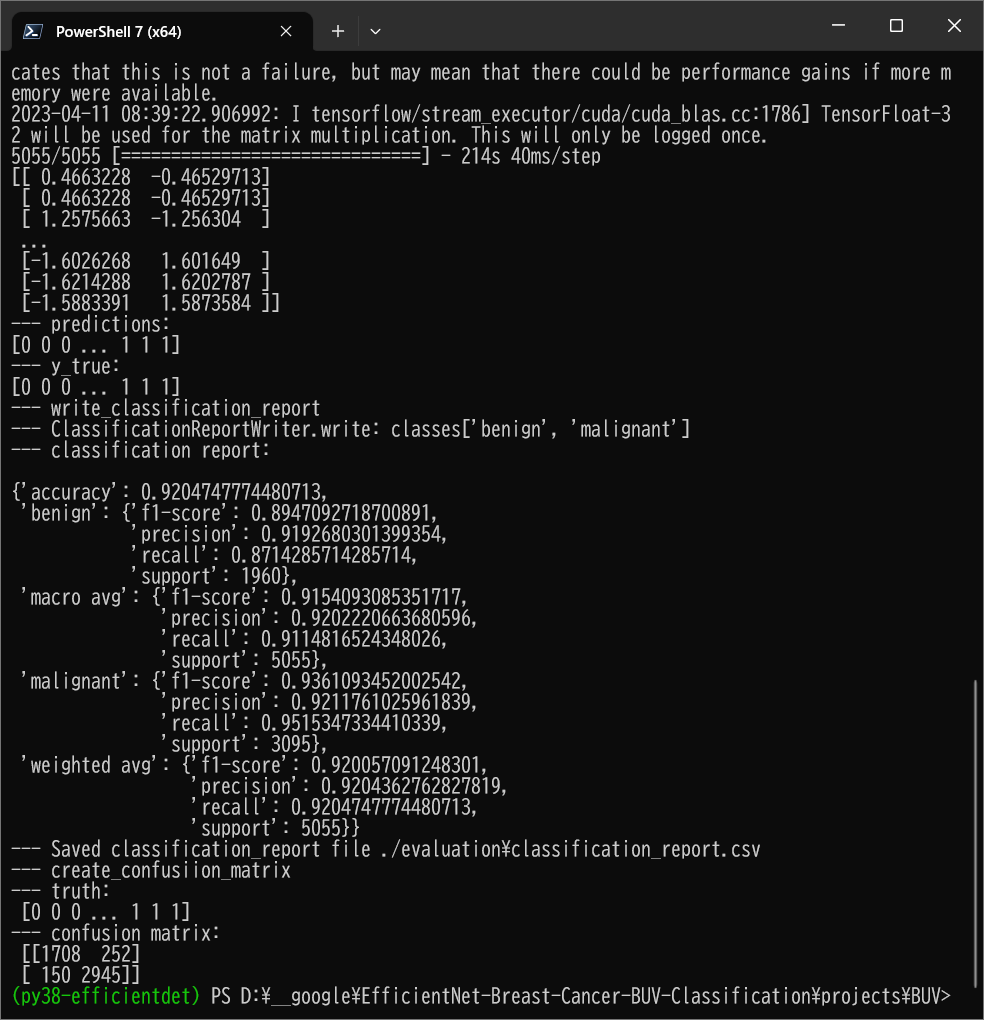 PowerShell 7 (x64)
cates that this is not a failure, but may mean that there could be performance gains if more m
emory were available.
2023-04-11 08:39:22.906992: I tensorflow/stream_executor/cuda/cuda_blas.cc:1786] TensorFloat-3
2 will be used for the matrix multiplication. This will only be logged once.
5055/5055 [==============================] - 214s 40ms/step
[[ 0.4663228  -0.46529713]
 [ 0.4663228  -0.46529713]
 [ 1.2575663  -1.256304  ]
 ...
 [-1.6026268   1.601649  ]
 [-1.6214288   1.6202787 ]
 [-1.5883391   1.5873584 ]]
--- predictions:
[0 0 0 ... 1 1 1]
--- y_true:
[0 0 0 ... 1 1 1]
--- write_classification_report
--- ClassificationReportWriter.write: classes['benign', 'malignant']
--- classification report:
{'accuracy': 0.9204747774480713,
 'benign': {'f1-score': 0.8947092718700891,
            'precision': 0.9192680301399354,
            'recall': 0.8714285714285714,
            'support': 1960},
 'macro avg': {'f1-score': 0.9154093085351717,
               'precision': 0.9202220663680596,
               'recall': 0.9114816524348026,
               'support': 5055},
 'malignant': {'f1-score': 0.9361093452002542,
               'precision': 0.9211761025961839,
               'recall': 0.9515347334410339,
               'support': 3095},
 'weighted avg': {'f1-score': 0.920057091248301,
                  'precision': 0.9204362762827819,
                  'recall': 0.9204747774480713,
                  'support': 5055}}
--- Saved classification_report file ./evaluation¥classification_report.csv
--- create_confusiion_matrix
--- truth:
 [0 0 0 ... 1 1 1]
--- confusion matrix:
 [[1708  252]
 [ 150 2945]]
(py38-efficientdet) PS D:¥__google¥EfficientNet-Breast-Cancer-BUV-Classification¥projects¥BUV>